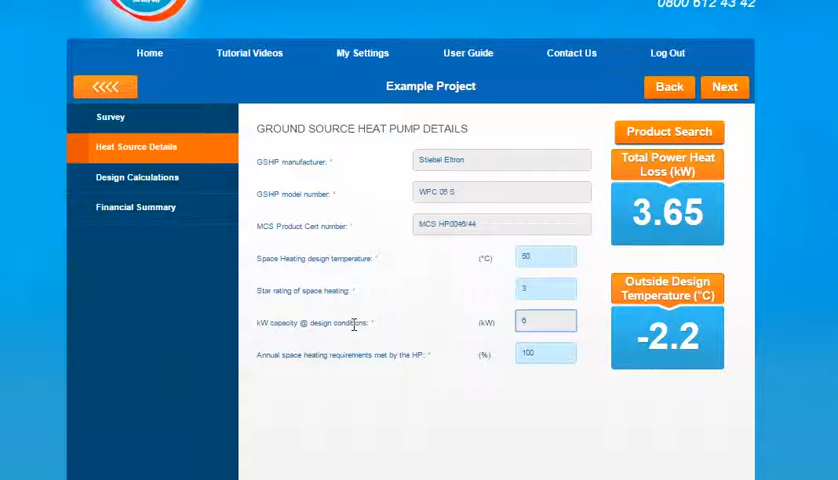 0800 612 43 42
Home Tutorial Videos My Settings User Guide Contact Us Log Out
<<<< Example Project Back Next
Survey
Heat Source Details
Design Calculations
Financial Summary
GROUND SOURCE HEAT PUMP DETAILS
GSHP manufacturer: * Stiebel Eltron
GSHP model number: * WPC 05 S
MCS Product Cert number: * MCS HP0046/44
Space Heating design temperature: * (°C) 50
Star rating of space heating: * 3
kW capacity @ design conditions: * (kW) 6
Annual space heating requirements met by the HP: * (%) 100
Product Search
Total Power Heat
Loss (kW)
3.65
Outside Design
Temperature (°C)
-2.2